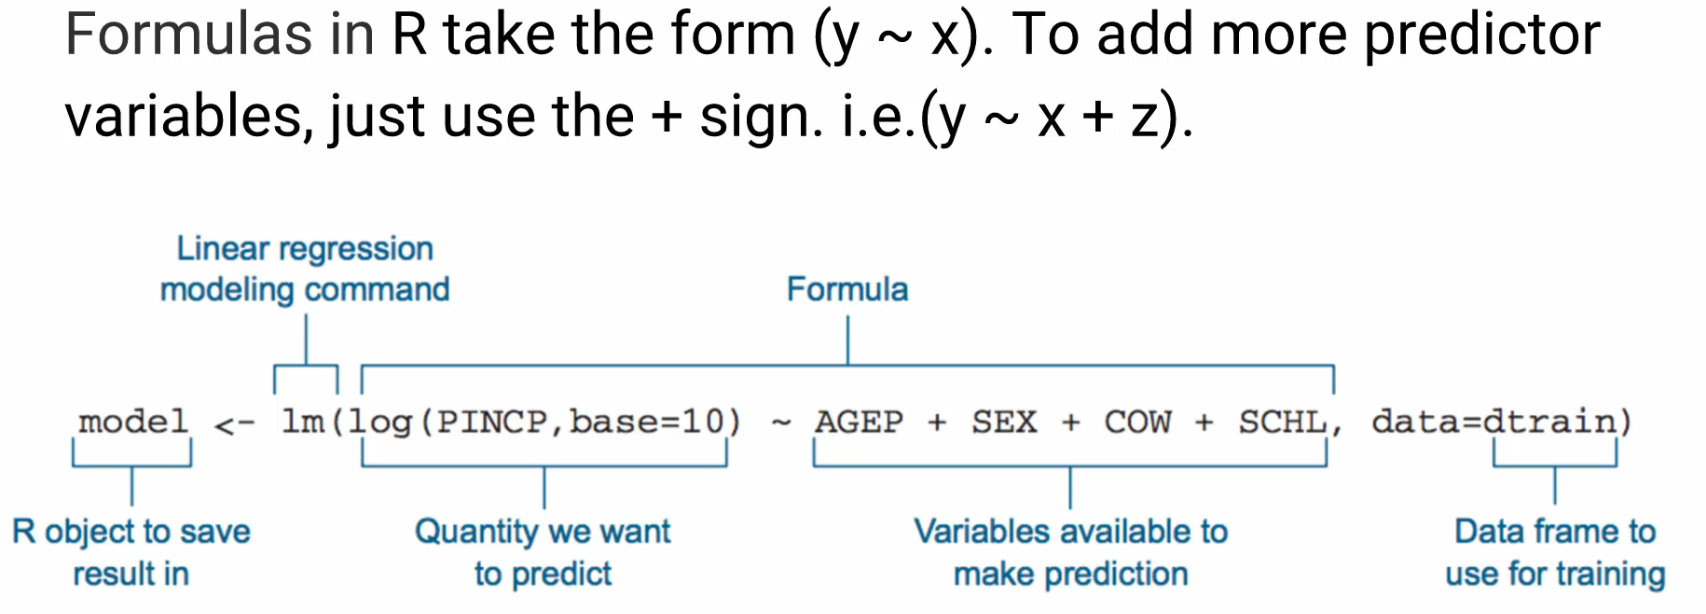 Formulas in R take the form (y ~ x). To add more predictor
variables, just use the + sign. i.e.(y ~ x + z).
Linear regression
modeling command
Formula
model <- lm(log(PINCP,base=10) ~ AGEP + SEX + COW + SCHL, data=dtrain)
R object to save
result in
Quantity we want
to predict
Variables available to
make prediction
Data frame to
use for training